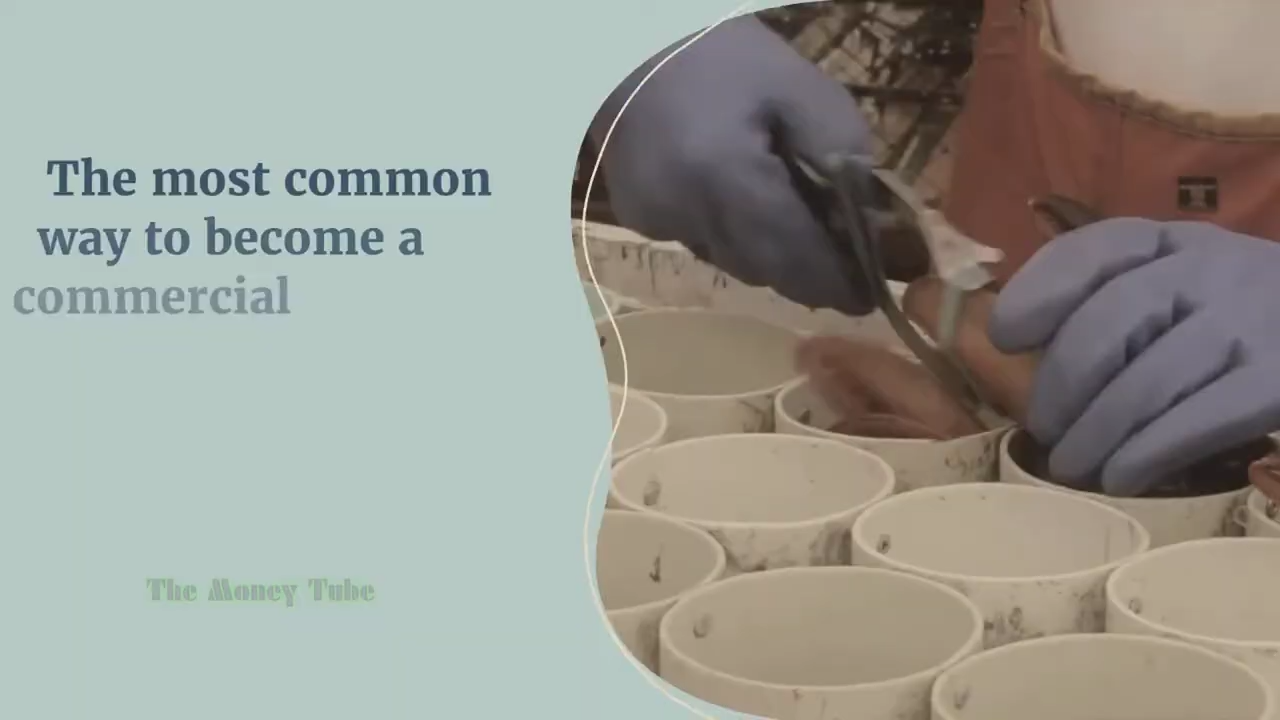 The most common
way to become a
commercial
The Money Tube